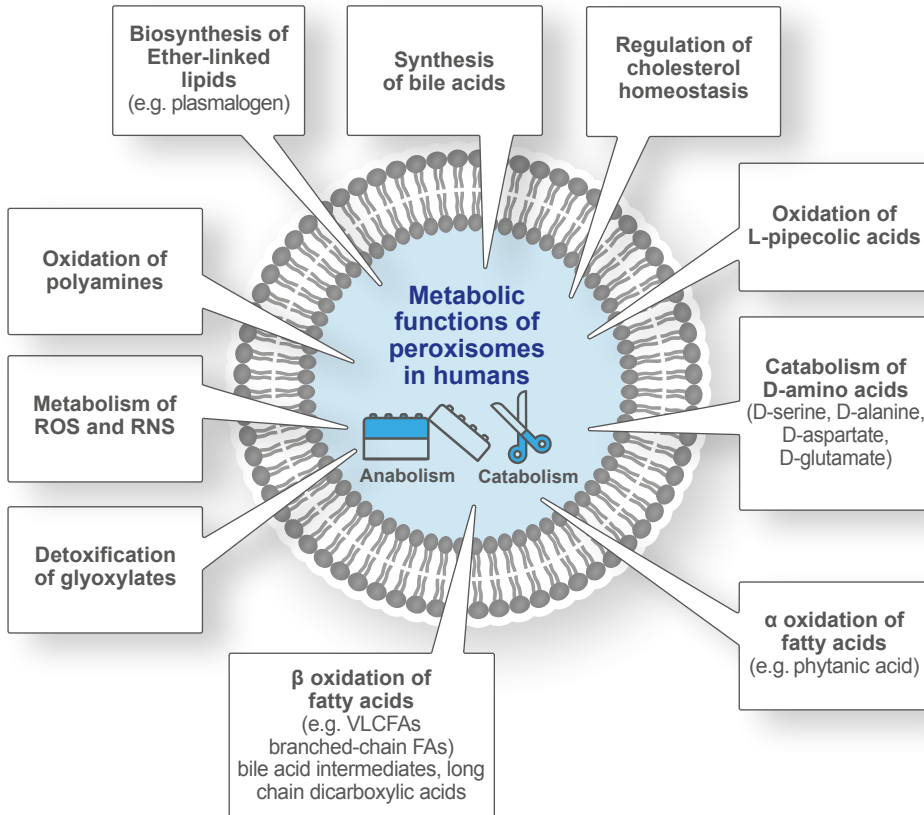 Biosynthesis of
Ether-linked
lipids
(e.g. plasmalogen)
Synthesis
of bile acids
Regulation of
cholesterol
homeostasis
Oxidation of
polyamines
Oxidation of
L-pipecolic acids
Metabolic
functions of
peroxisomes
in humans
Metabolism of
ROS and RNS
Catabolism of
D-amino acids
(D-serine, D-alanine,
D-aspartate,
D-glutamate)
Anabolism
Catabolism
Detoxification
of glyoxylates
α oxidation of
fatty acids
(e.g. phytanic acid)
β oxidation of
fatty acids
(e.g. VLCFAs
branched-chain FAs)
bile acid intermediates, long
chain dicarboxylic acids